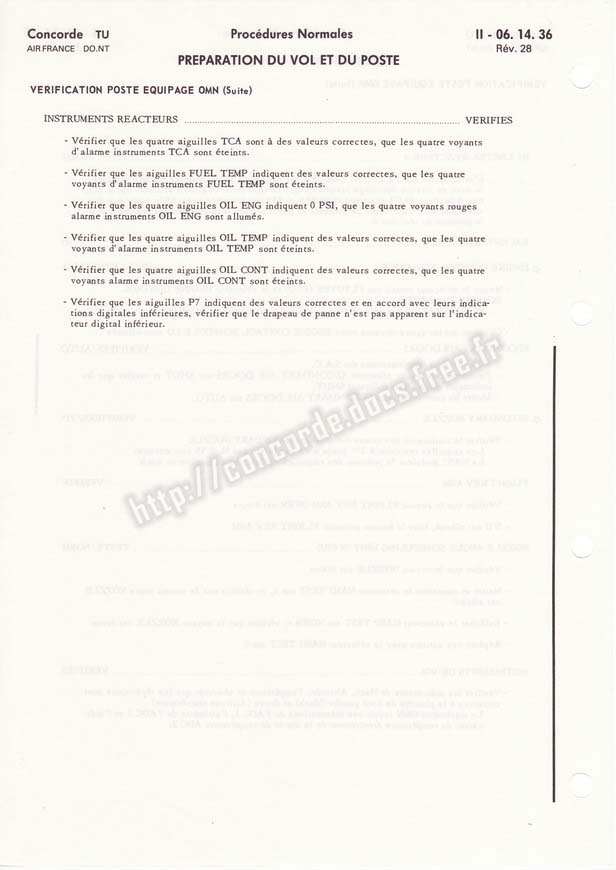 Concorde TU
Procédures Normales
II - 06. 14. 36
AIR FRANCE DO.NT
Rév. 28
PREPARATION DU VOL ET DU POSTE
VERIFICATION POSTE EQUIPAGE OMN (Suite)
INSTRUMENTS REACTEURS ........................................ VERIFIES
- Vérifier que les quatre aiguilles TCA sont à des valeurs correctes, que les quatre voyants
d'alarme instruments TCA sont éteints.
- Vérifier que les aiguilles FUEL TEMP indiquent des valeurs correctes, que les quatre
voyants d'alarme instruments FUEL TEMP sont éteints.
- Vérifier que les quatre aiguilles OIL ENG indiquent 0 PSI, que les quatre voyants rouges
alarme instruments OIL ENG sont allumés.
- Vérifier que les quatre aiguilles OIL TEMP indiquent des valeurs correctes, que les quatre
voyants d'alarme instruments OIL TEMP sont éteints.
- Vérifier que les quatre aiguilles OIL CONT indiquent des valeurs correctes, que les quatre
voyants d'alarme instruments OIL CONT sont éteints.
- Vérifier que les aiguilles P7 indiquent des valeurs correctes et en accord avec leurs indica-
tions digitales inférieures, vérifier que le drapeau de panne n'est pas apparent sur l'indica-
teur digital inférieur.
http://concorde.docs.free.fr